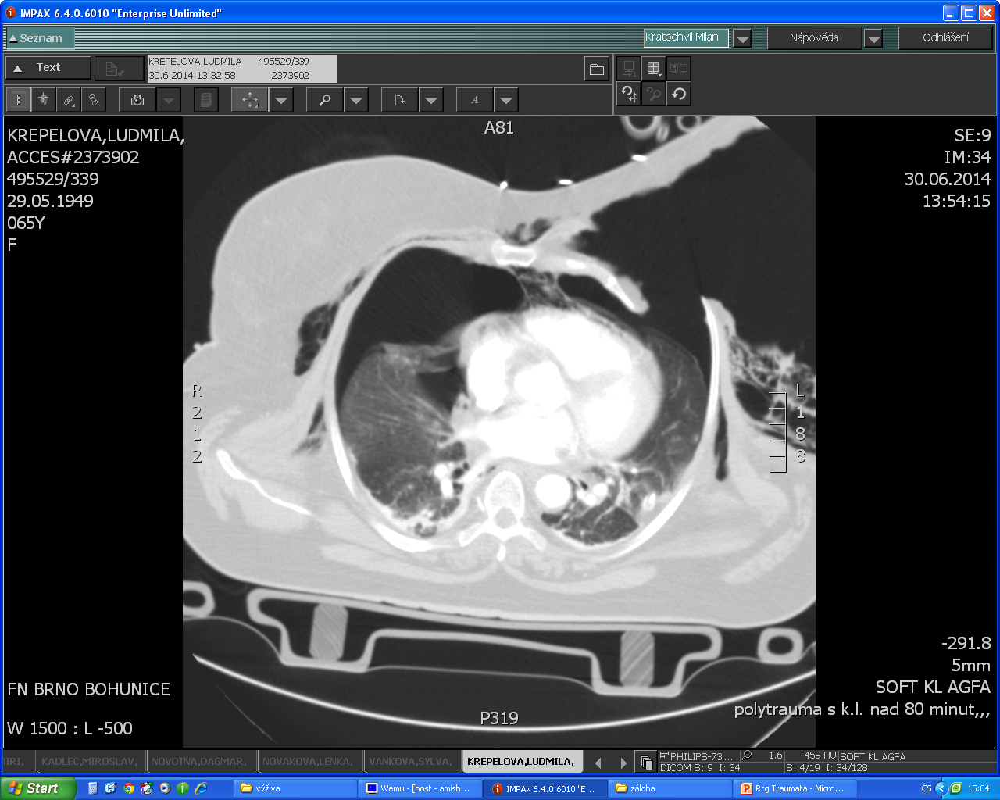 IMPAX 6.4.0.6010 "Enterprise Unlimited"
Seznam
Kratochvil Milan
Nápověda
Odhlášení
Text
KREPELOVA,LUDMILA 495529/339
30.6.2014 13:32:58 2373902
A
KREPELOVA,LUDMILA,
ACCES#2373902
495529/339
29.05.1949
065Y
F
A81
SE:9
IM:34
30.06.2014
13:54:15
R
2
1
2
L
1
8
8
-291.8
5mm
SOFT KL AGFA
polytrauma s k.l. nad 80 minut,,,
FN BRNO BOHUNICE
W 1500 : L -500
P319
KADLEC,MIROSLAV,
NOVOTNA,DAGMAR,
NOVAKOVA,LENKA,
VANKOVA,SYLVA,
KREPELOVA,LUDMILA,
PHILIPS-73... 1.6 -459 HU SOFT KL AGFA
DICOM S: 9 I: 34 S: 4/19 I: 34/128
Start
výživa
Wemu - [host - amish...
IMPAX 6.4.0.6010 "E...
záloha
Rtg Traumata - Micro...
CS
15:04